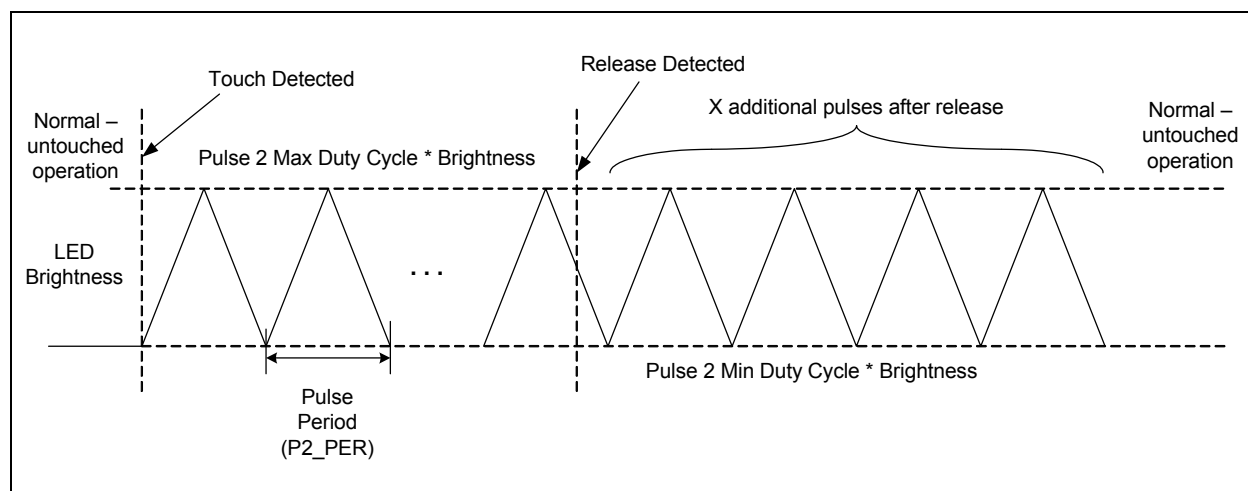 Touch Detected
Release Detected
Normal –
untouched
operation
X additional pulses after release
Normal –
untouched
operation
Pulse 2 Max Duty Cycle * Brightness
LED
Brightness
. . .
Pulse 2 Min Duty Cycle * Brightness
Pulse
Period
(P2_PER)